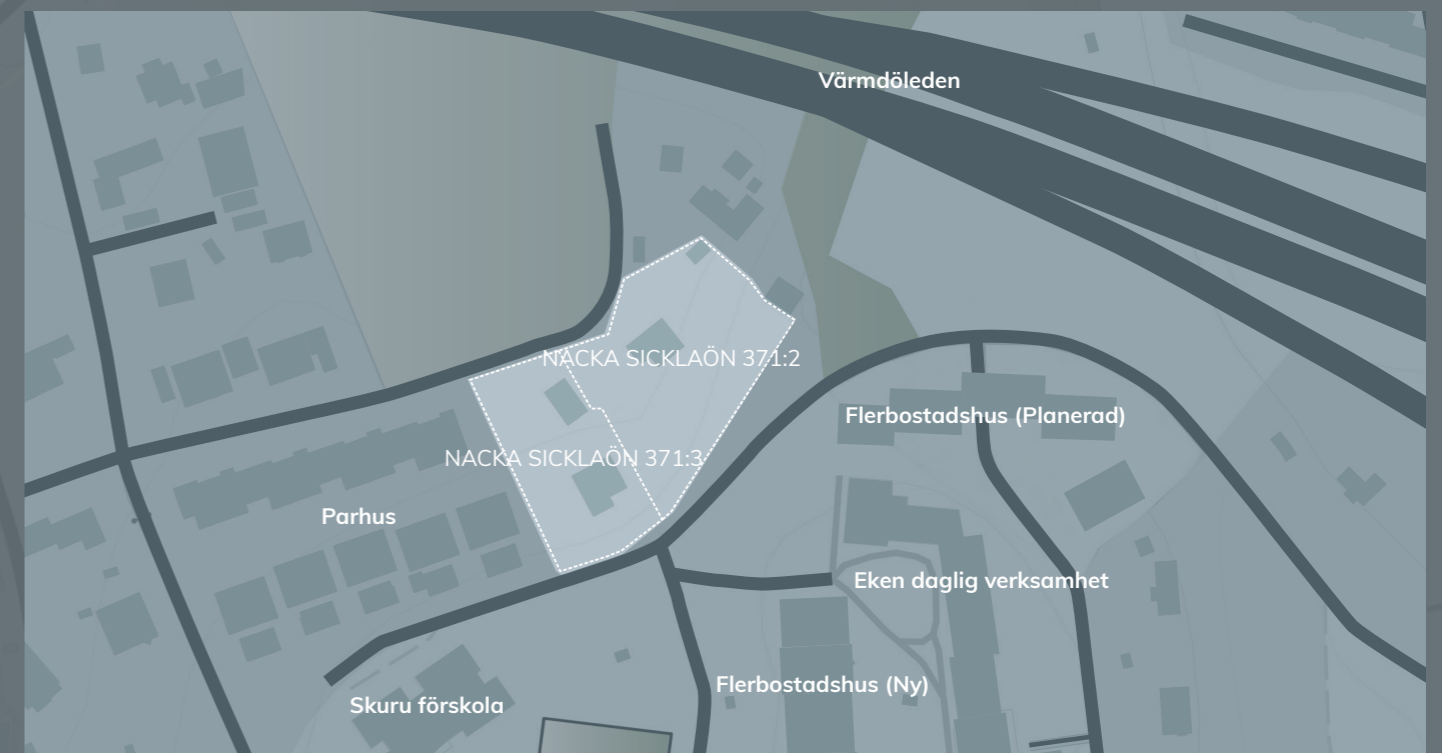 Värmdöleden
NACKA SICKLAÖN 371:2
Flerbostadshus (Planerad)
NACKA SICKLAÖN 371:3
Parhus
Eken daglig verksamhet
Flerbostadshus (Ny)
Skuru förskola